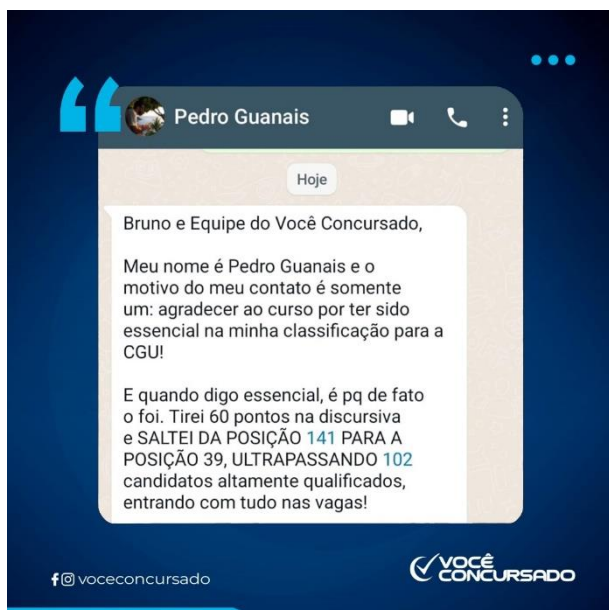 Pedro Guanais
Hoje
Bruno e Equipe do Você Concursado,
Meu nome é Pedro Guanais e o
motivo do meu contato é somente
um: agradecer ao curso por ter sido
essencial na minha classificação para a
CGU!
E quando digo essencial, é pq de fato
o foi. Tirei 60 pontos na discursiva
e SALTEI DA POSIÇÃO 141 PARA A
POSIÇÃO 39, ULTRAPASSANDO 102
candidatos altamente qualificados,
entrando com tudo nas vagas!
voceconcursado
VOCÊ
CONCURSADO